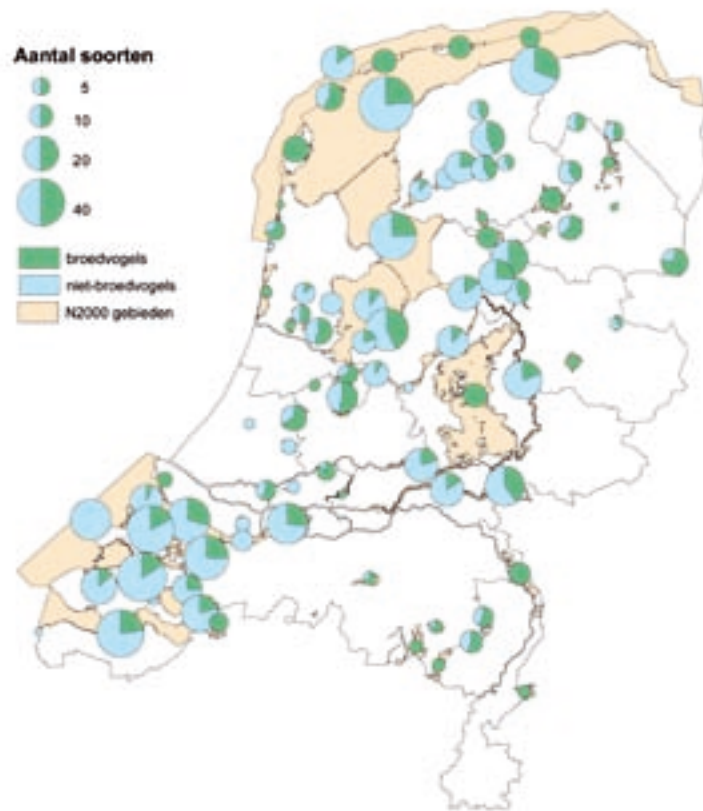 Aantal soorten
5
10
20
40
broedvogels
niet-broedvogels
N2000 gebieden